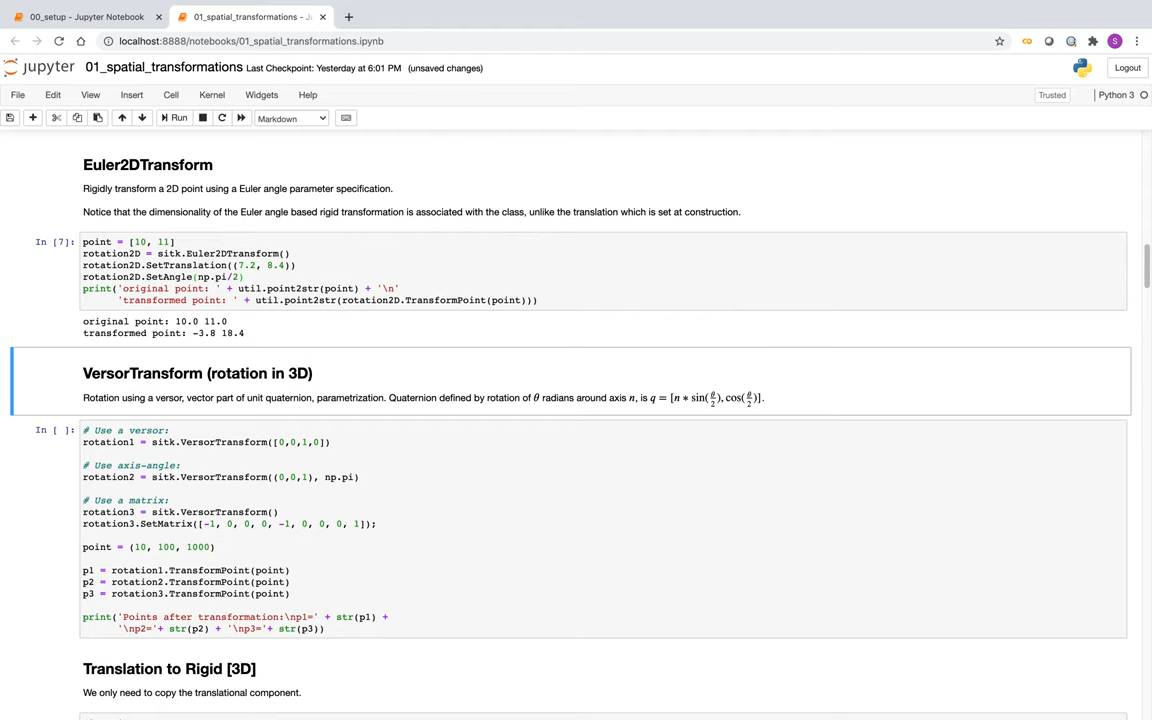 00_setup - Jupyter Notebook
01_spatial_transformations - J
localhost:8888/notebooks/01_spatial_transformations.ipynb
S
jupyter 01_spatial_transformations Last Checkpoint: Yesterday at 6:01 PM (unsaved changes)
Logout
File Edit View Insert Cell Kernel Widgets Help
Trusted
Python 3
Run
Markdown
Euler2DTransform
Rigidly transform a 2D point using a Euler angle parameter specification.
Notice that the dimensionality of the Euler angle based rigid transformation is associated with the class, unlike the translation which is set at construction.
In [7]: point = [10, 11]
rotation2D = sitk.Euler2DTransform()
rotation2D.SetTranslation((7.2, 8.4))
rotation2D.SetAngle(np.pi/2)
print('original point: ' + util.point2str(point) + '\n'
'transformed point: ' + util.point2str(rotation2D.TransformPoint(point)))
original point: 10.0 11.0
transformed point: -3.8 18.4
VersorTransform (rotation in 3D)
Rotation using a versor, vector part of unit quaternion, parametrization. Quaternion defined by rotation of θ radians around axis n, is q = [n ∗ sin(θ/2), cos(θ/2)].
In [ ]: # Use a versor:
rotation1 = sitk.VersorTransform([0,0,1,0])
# Use axis-angle:
rotation2 = sitk.VersorTransform((0,0,1), np.pi)
# Use a matrix:
rotation3 = sitk.VersorTransform()
rotation3.SetMatrix([-1, 0, 0, 0, -1, 0, 0, 0, 1]);
point = (10, 100, 1000)
p1 = rotation1.TransformPoint(point)
p2 = rotation2.TransformPoint(point)
p3 = rotation3.TransformPoint(point)
print('Points after transformation:\np1=' + str(p1) +
'\np2='+ str(p2) + '\np3='+ str(p3))
Translation to Rigid [3D]
We only need to copy the translational component.